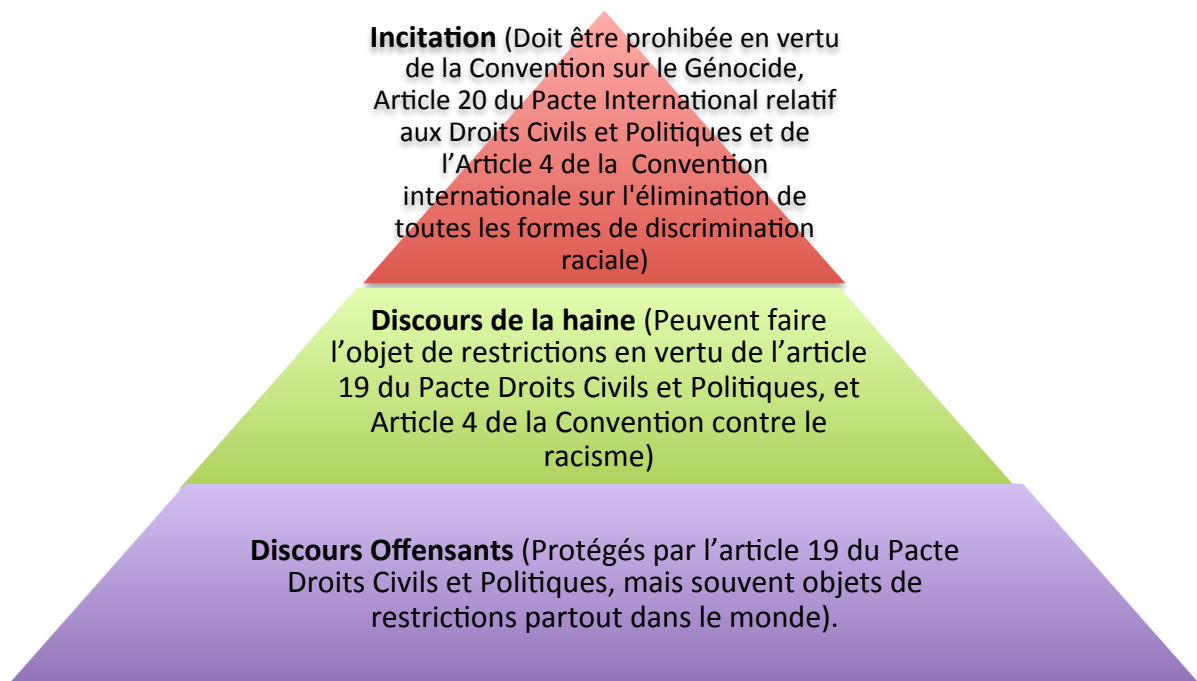 Incitation (Doit être prohibée en vertu
de la Convention sur le Génocide,
Article 20 du Pacte International relatif
aux Droits Civils et Politiques et de
l’Article 4 de la Convention
internationale sur l'élimination de
toutes les formes de discrimination
raciale)
Discours de la haine (Peuvent faire
l’objet de restrictions en vertu de l’article
19 du Pacte Droits Civils et Politiques, et
Article 4 de la Convention contre le
racisme)
Discours Offensants (Protégés par l’article 19 du Pacte
Droits Civils et Politiques, mais souvent objets de
restrictions partout dans le monde).